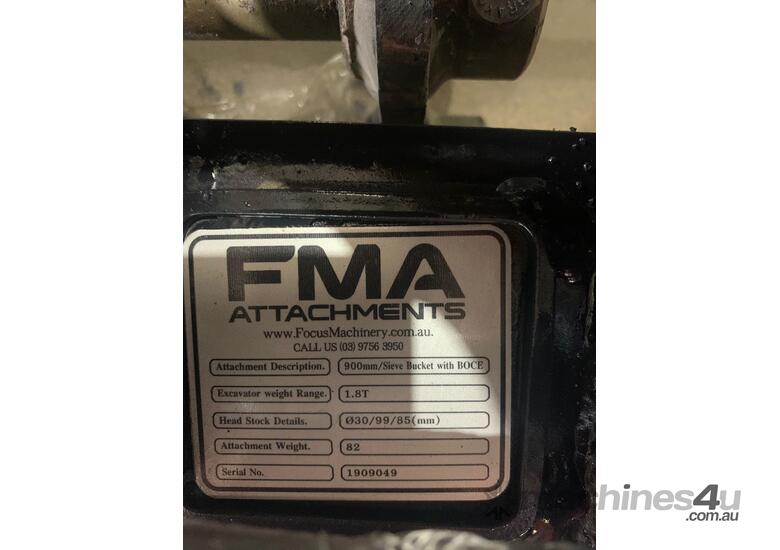 FMA
ATTACHMENTS
www.FocusMachinery.com.au.
CALL US (03) 9756 3950
Attachment Description. 900mm/Sieve Bucket with BOCE
Excavator weight Range. 1.8T
Head Stock Details. Ø30/99/85(mm)
Attachment Weight. 82
Serial No. 1909049
machines4u
.com.au